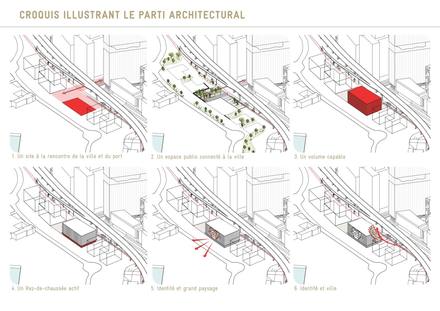 CROQUIS ILLUSTRANT LE PARTI ARCHITECTURAL
1. Un site à la rencontre de la ville et du port
2. Un espace public connecté à la ville
3. Un volume capable
4. Un Rez-de-chaussée actif
5. Identité et grand paysage
6. Identité et ville